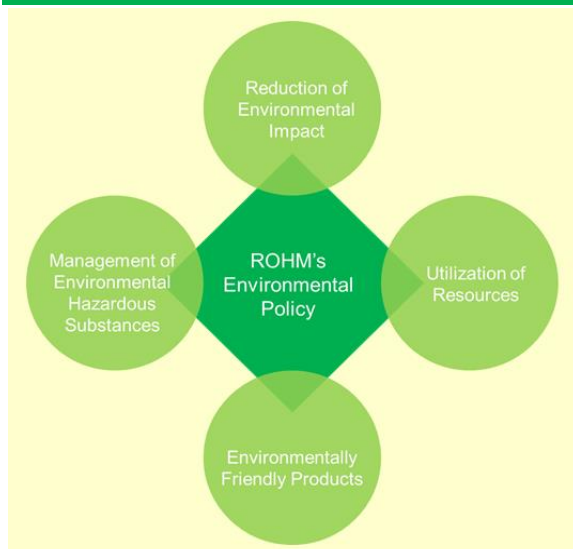 Reduction of
Environmental
Impact
Management of
Environmental
Hazardous
Substances
ROHM's
Environmental
Policy
Utilization of
Resources
Environmentally
Friendly Products